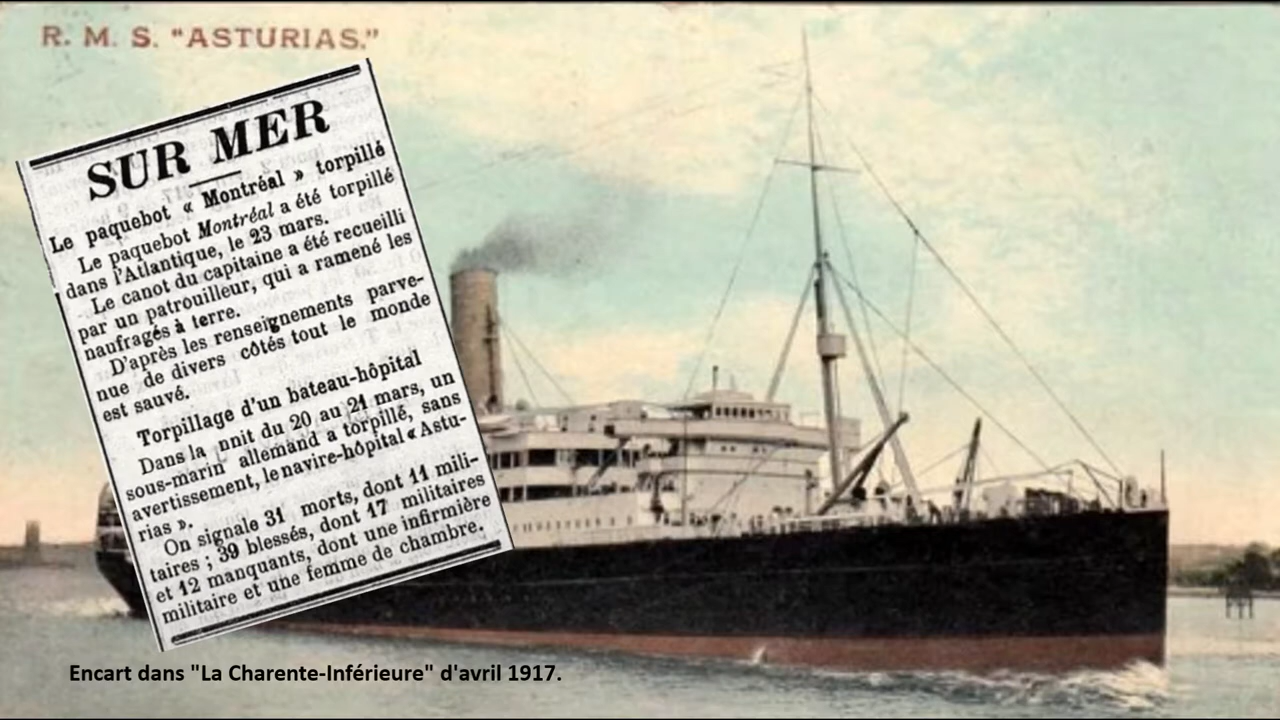 R. M. S. "ASTURIAS."
SUR MER
Le paquebot « Montréal » torpillé
Le paquebot Montréal a été torpillé
dans l'Atlantique, le 23 mars.
Le canot du capitaine a été recueilli
par un patrouilleur, qui a ramené les
naufragés à terre.
D'après les renseignements parve-
nue de divers côtés tout le monde
est sauvé.
Torpillage d'un bateau-hôpital
Dans la nnit du 20 au 21 mars, un
sous-marin allemand a torpillé, sans
avertissement, le navire-hôpital « Astu-
rias ».
On signale 31 morts, dont 11 mili-
taires ; 39 blessés, dont 17 militaires
et 12 manquants, dont une infirmière
militaire et une femme de chambre.
Encart dans "La Charente-Inférieure" d'avril 1917.